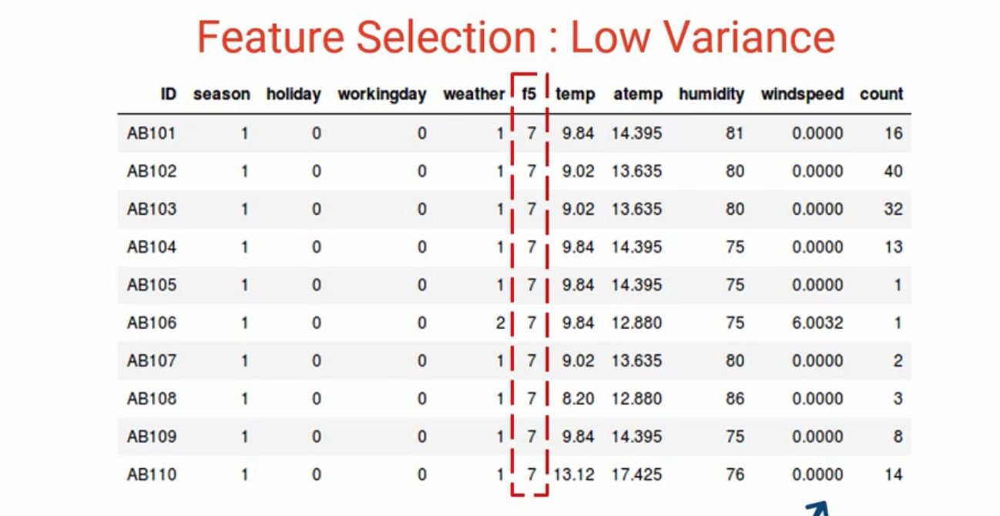 Feature Selection : Low Variance
ID season holiday workingday weather f5 temp atemp humidity windspeed count
AB101 1 0 0 1 7 9.84 14.395 81 0.0000 16
AB102 1 0 0 1 7 9.02 13.635 80 0.0000 40
AB103 1 0 0 1 7 9.02 13.635 80 0.0000 32
AB104 1 0 0 1 7 9.84 14.395 75 0.0000 13
AB105 1 0 0 1 7 9.84 14.395 75 0.0000 1
AB106 1 0 0 2 7 9.84 12.880 75 6.0032 1
AB107 1 0 0 1 7 9.02 13.635 80 0.0000 2
AB108 1 0 0 1 7 8.20 12.880 86 0.0000 3
AB109 1 0 0 1 7 9.84 14.395 75 0.0000 8
AB110 1 0 0 1 7 13.12 17.425 76 0.0000 14